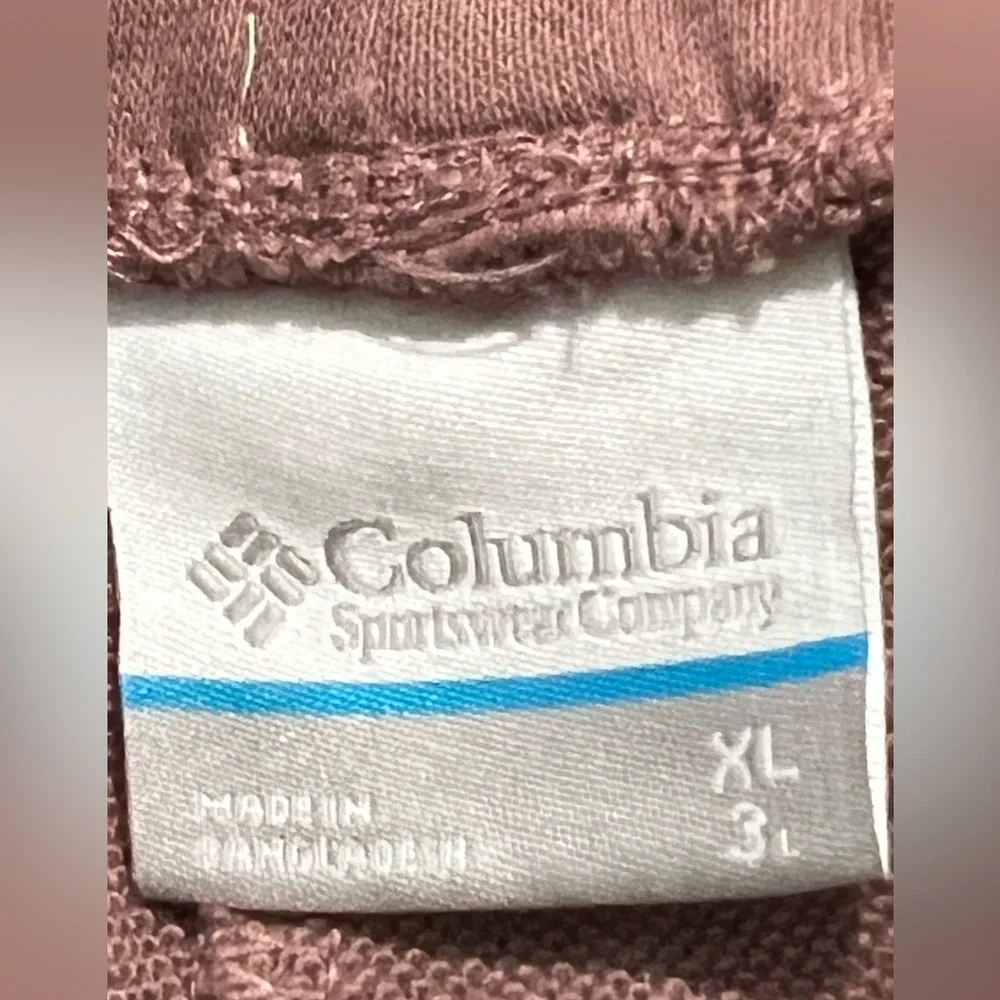 Columbia
Sportswear Company
XL
3L
MADE IN
BANGLADESH